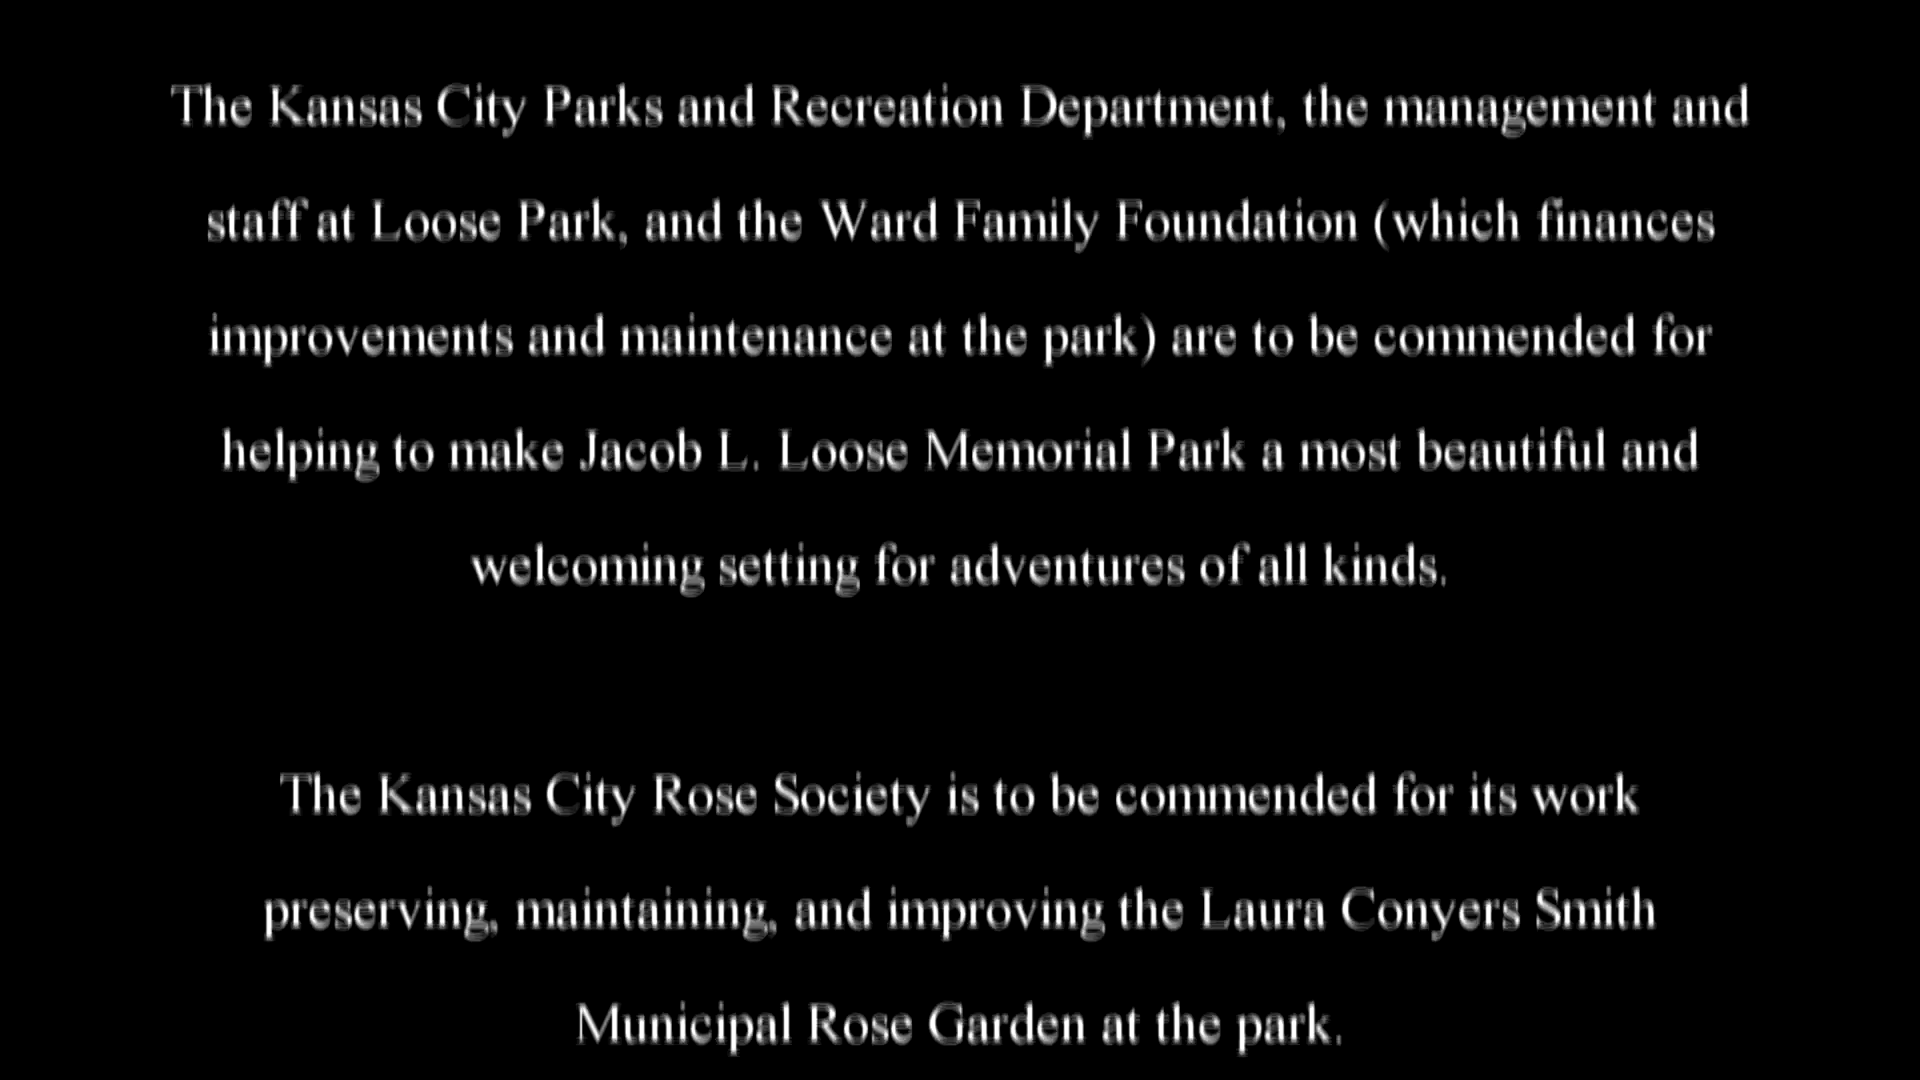 The Kansas City Parks and Recreation Department, the management and
staff at Loose Park, and the Ward Family Foundation (which finances
improvements and maintenance at the park) are to be commended for
helping to make Jacob L. Loose Memorial Park a most beautiful and
welcoming setting for adventures of all kinds.
The Kansas City Rose Society is to be commended for its work
preserving, maintaining, and improving the Laura Conyers Smith
Municipal Rose Garden at the park.